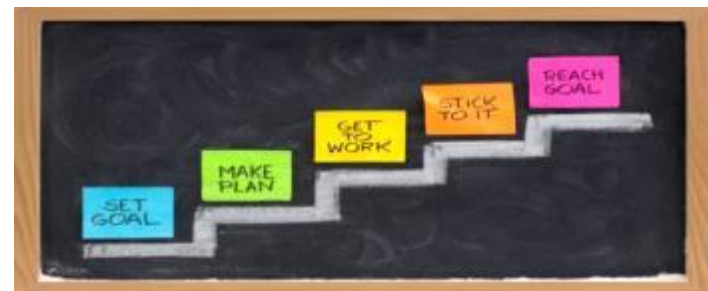 SET
GOAL
MAKE
PLAN
GET
TO
WORK
STICK
TO IT
REACH
GOAL